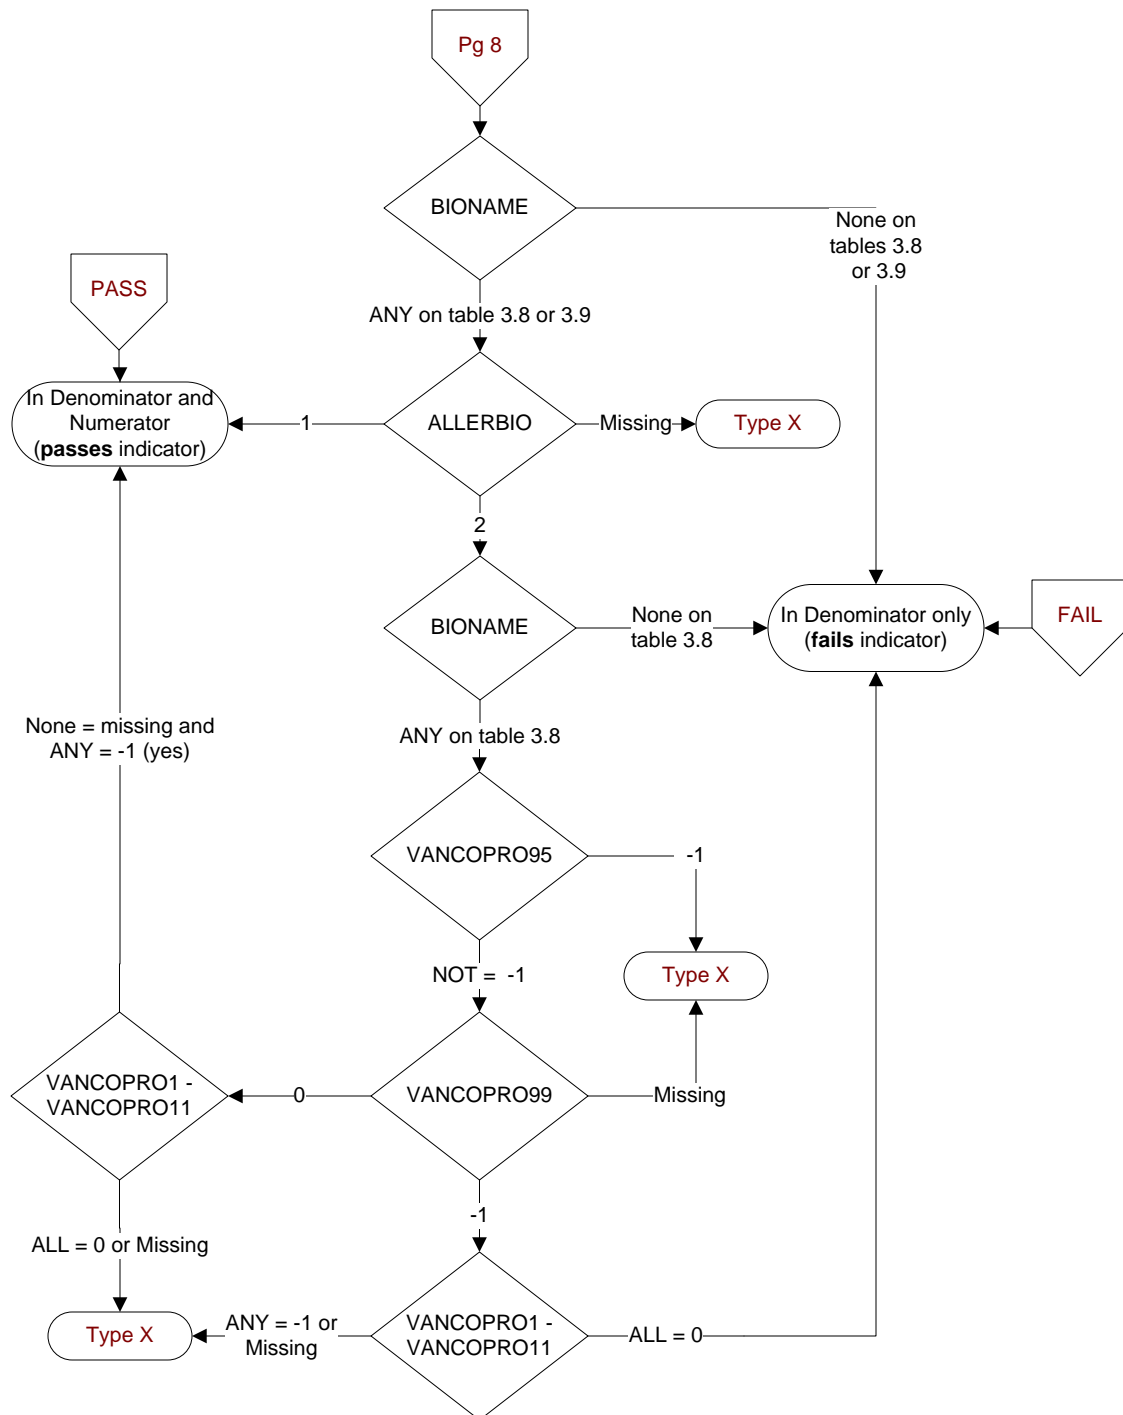 Pg 8
BIONAME
None on
tables 3.8
or 3.9
PASS
ANY on table 3.8 or 3.9
In Denominator and
Numerator
(passes indicator)
1
ALLERBIO
Missing
Type X
2
BIONAME
None on
table 3.8
In Denominator only
(fails indicator)
FAIL
None = missing and
ANY = -1 (yes)
ANY on table 3.8
VANCOPRO95
-1
NOT = -1
Type X
VANCOPRO1 -
VANCOPRO11
0
VANCOPRO99
Missing
-1
ALL = 0 or Missing
Type X
ANY = -1 or
Missing
VANCOPRO1 -
VANCOPRO11
ALL = 0